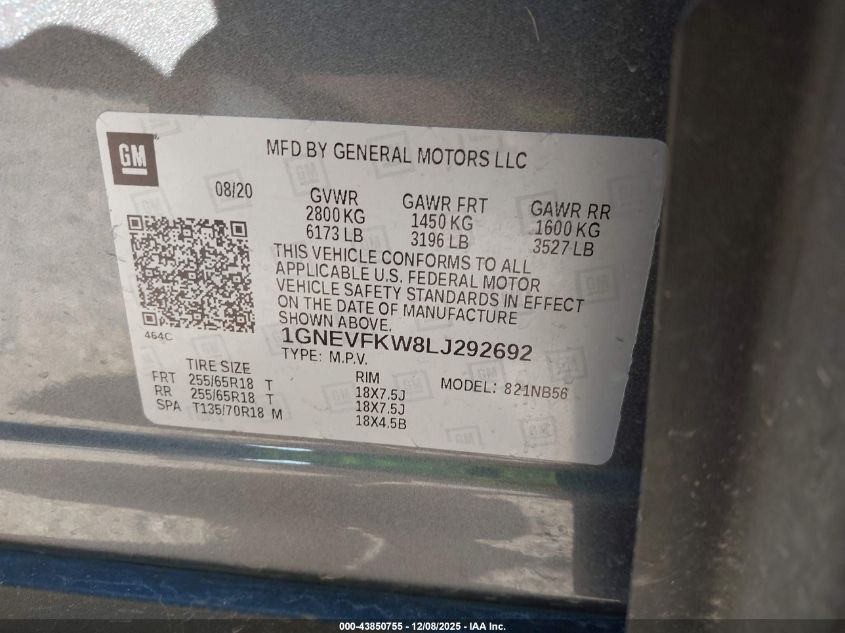 GM
MFD BY GENERAL MOTORS LLC
08/20
GVWR GAWR FRT GAWR RR
2800 KG 1450 KG 1600 KG
6173 LB 3196 LB 3527 LB
THIS VEHICLE CONFORMS TO ALL
APPLICABLE U.S. FEDERAL MOTOR
VEHICLE SAFETY STANDARDS IN EFFECT
ON THE DATE OF MANUFACTURE
SHOWN ABOVE.
464C
1GNEVFKW8LJ292692
TYPE: M.P.V.
MODEL: 821NB56
TIRE SIZE RIM
FRT 255/65R18 T 18X7.5J
RR 255/65R18 T 18X7.5J
SPA T135/70R18 M 18X4.5B
000-43850755 - 12/08/2025 - IAA Inc.